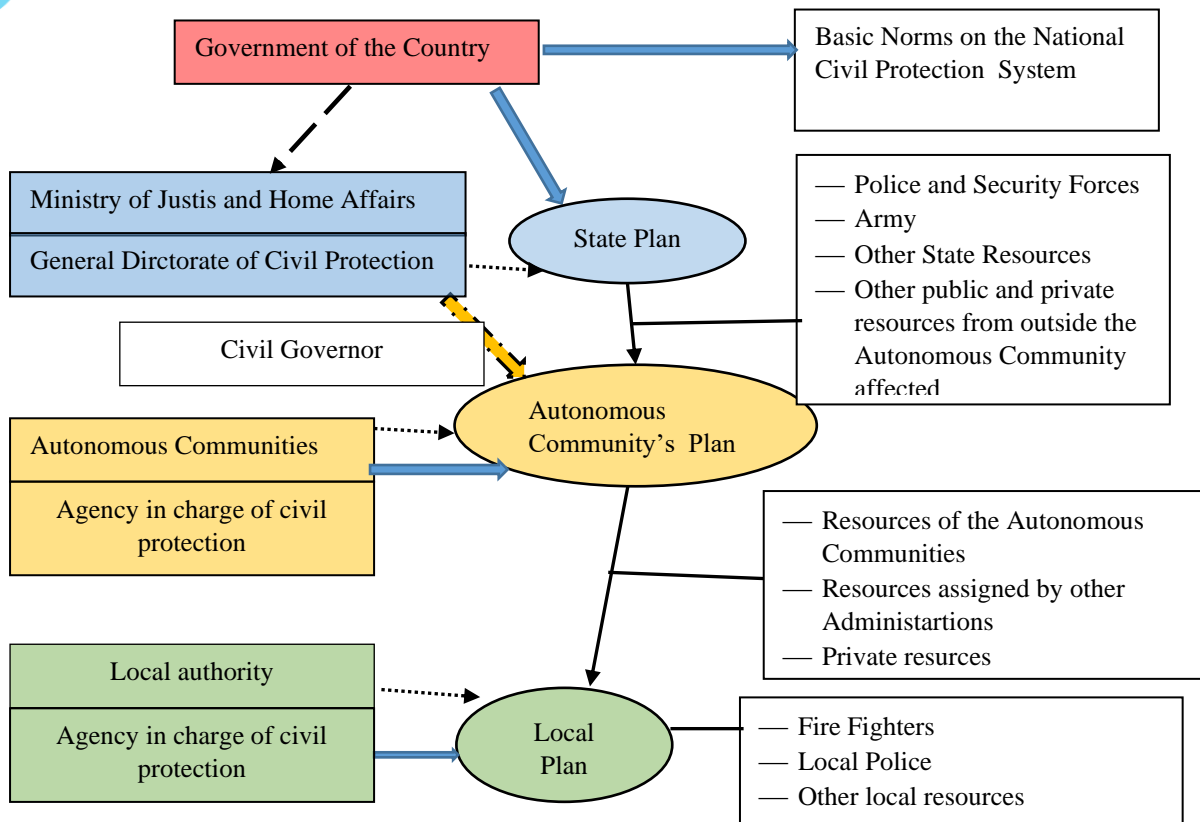 Government of the Country
Basic Norms on the National
Civil Protection System
Ministry of Justis and Home Affairs
General Dirctorate of Civil Protection
State Plan
— Police and Security Forces
— Army
— Other State Resources
— Other public and private
resources from outside the
Autonomous Community
affected
Civil Governor
Autonomous
Community's Plan
Autonomous Communities
Agency in charge of civil
protection
— Resources of the Autonomous
Communities
— Resources assigned by other
Administartions
— Private resurces
Local authority
Agency in charge of civil
protection
Local
Plan
— Fire Fighters
— Local Police
— Other local resources